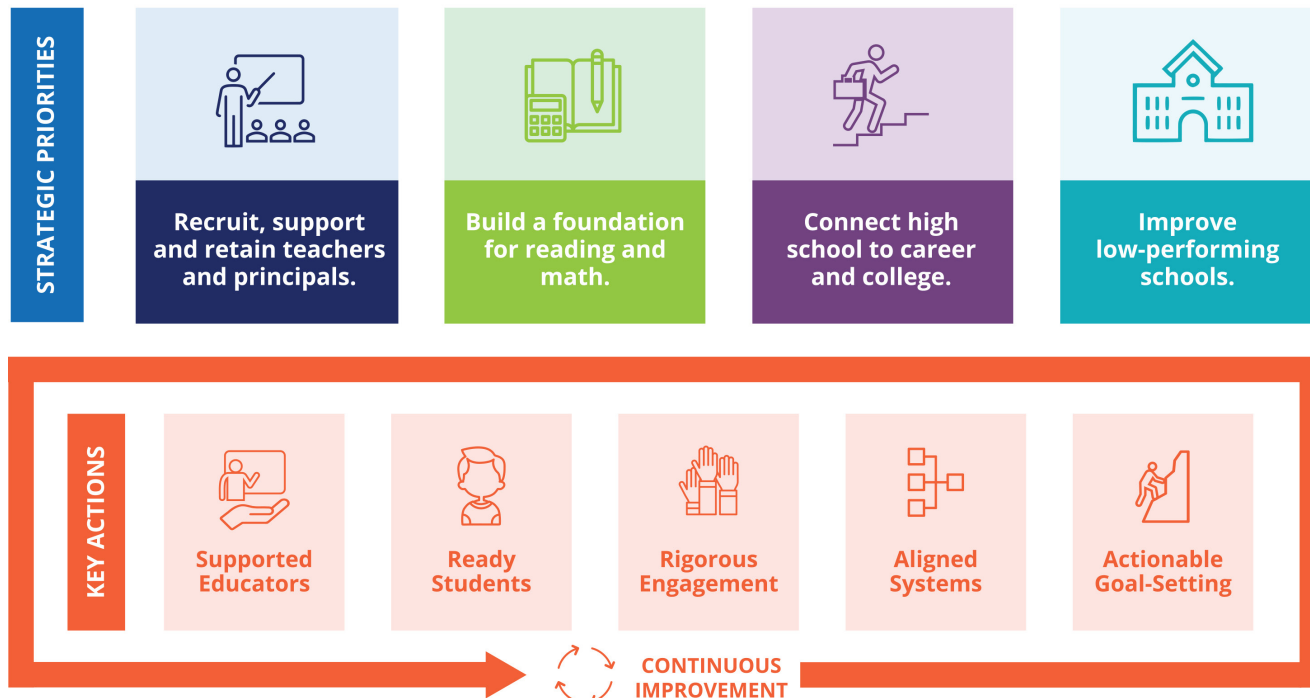 STRATEGIC PRIORITIES
Recruit, support
and retain teachers
and principals.
Build a foundation
for reading and
math.
Connect high
school to career
and college.
Improve
low-performing
schools.
KEY ACTIONS
Supported
Educators
Ready
Students
Rigorous
Engagement
Aligned
Systems
Actionable
Goal-Setting
CONTINUOUS
IMPROVEMENT